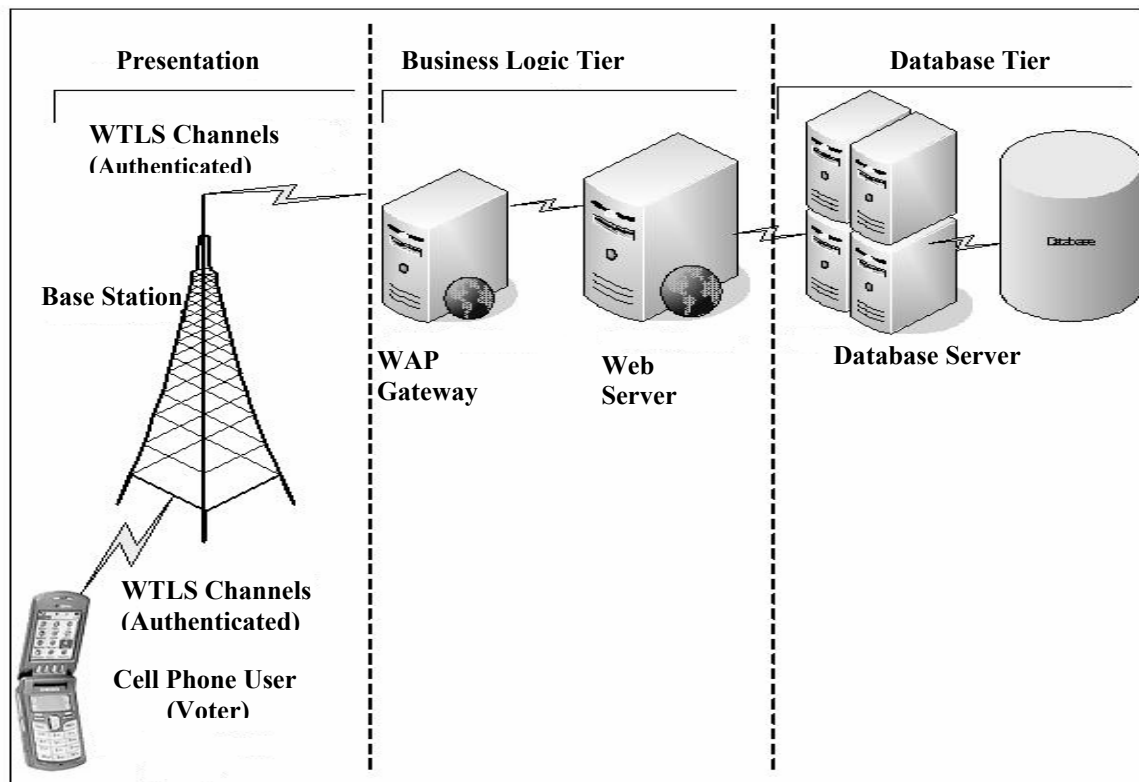 Presentation
Business Logic Tier
Database Tier
WTLS Channels
(Authenticated)
Base Station
WAP
Gateway
Web
Server
Database Server
Database
WTLS Channels
(Authenticated)
Cell Phone User
(Voter)